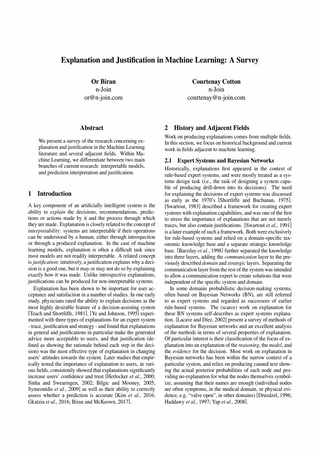 Explanation and Justification in Machine Learning: A Survey
Or Biran
n-Join
or@n-join.com
Courtenay Cotton
n-Join
courtenay@n-join.com
Abstract
We present a survey of the research concerning explanation and justification in the Machine Learning
literature and several adjacent fields. Within Machine Learning, we differentiate between two main
branches of current research: interpretable models,
and prediction interpretation and justification.
1 Introduction
A key component of an artificially intelligent system is the
ability to explain the decisions, recommendations, predictions or actions made by it and the process through which
they are made. Explanation is closely related to the concept of
interpretability: systems are interpretable if their operations
can be understood by a human, either through introspection
or through a produced explanation. In the case of machine
learning models, explanation is often a difficult task since
most models are not readily interpretable. A related concept
is justification: intuitively, a justification explains why a decision is a good one, but it may or may not do so by explaining
exactly how it was made. Unlike introspective explanations,
justifications can be produced for non-interpretable systems.
Explanation has been shown to be important for user acceptance and satisfaction in a number of studies. In one early
study, physicians rated the ability to explain decisions as the
most highly desirable feature of a decision-assisting system
[Teach and Shortliffe, 1981]. [Ye and Johnson, 1995] experimented with three types of explanations for an expert system
- trace, justification and strategy - and found that explanations
in general and justifications in particular make the generated
advice more acceptable to users, and that justification (defined as showing the rationale behind each step in the decision) was the most effective type of explanation in changing
users' attitudes towards the system. Later studies that empirically tested the importance of explanation to users, in various fields, consistently showed that explanations significantly
increase users' confidence and trust [Herlocker et al., 2000;
Sinha and Swearingen, 2002; Bilgic and Mooney, 2005;
Symeonidis et al., 2009] as well as their ability to correctly
assess whether a prediction is accurate [Kim et al., 2016;
Gkatzia et al., 2016; Biran and McKeown, 2017].
2 History and Adjacent Fields
Work on producing explanations comes from multiple fields.
In this section, we focus on historical background and current
work in fields adjacent to machine learning.
2.1 Expert Systems and Bayesian Networks
Historically, explanations first appeared in the context of
rule-based expert systems, and were mostly treated as a systems design task (i.e., the task of designing a system capable of producing drill-down into its decisions). The need
for explaining the decisions of expert systems was discussed
as early as the 1970's [Shortliffe and Buchanan, 1975].
[Swartout, 1983] described a framework for creating expert
systems with explanation capabilities, and was one of the first
to stress the importance of explanations that are not merely
traces, but also contain justifications. [Swartout et al., 1991]
is a later example of such a framework. Both were exclusively
for rule-based systems and relied on a domain-specific taxonomic knowledge base and a separate strategic knowledge
base. [Barzilay et al., 1998] further separated the knowledge
into three layers, adding the communication layer to the previously described domain and strategic layers. Separating the
communication layer from the rest of the system was intended
to allow a communication expert to create solutions that were
independent of the specific system and domain.
In some domains probabilistic decision-making systems,
often based on Bayesian Networks (BN), are still referred
to as expert systems and regarded as successors of earlier
rule-based systems. The (scarce) work on explanation for
these BN systems self-describes as expert systems explanation. [Lacave and Díez, 2002] present a survey of methods of
explanation for Bayesian networks and an excellent analysis
of the methods in terms of several properties of explanation.
Of particular interest is their classification of the focus of explanation into an explanation of the reasoning, the model, and
the evidence for the decision. Most work on explanation in
Bayesian networks has been within the narrow context of a
particular system, and relies on producing canned text showing the actual posterior probabilities of each node and providing no explanation for what the nodes themselves symbolize, assuming that their names are enough (individual nodes
are often symptoms, in the medical domain, or physical evidence, e.g. "valve open", in other domains) [Druzdzel, 1996;
Haddawy et al., 1997; Yap et al., 2008].